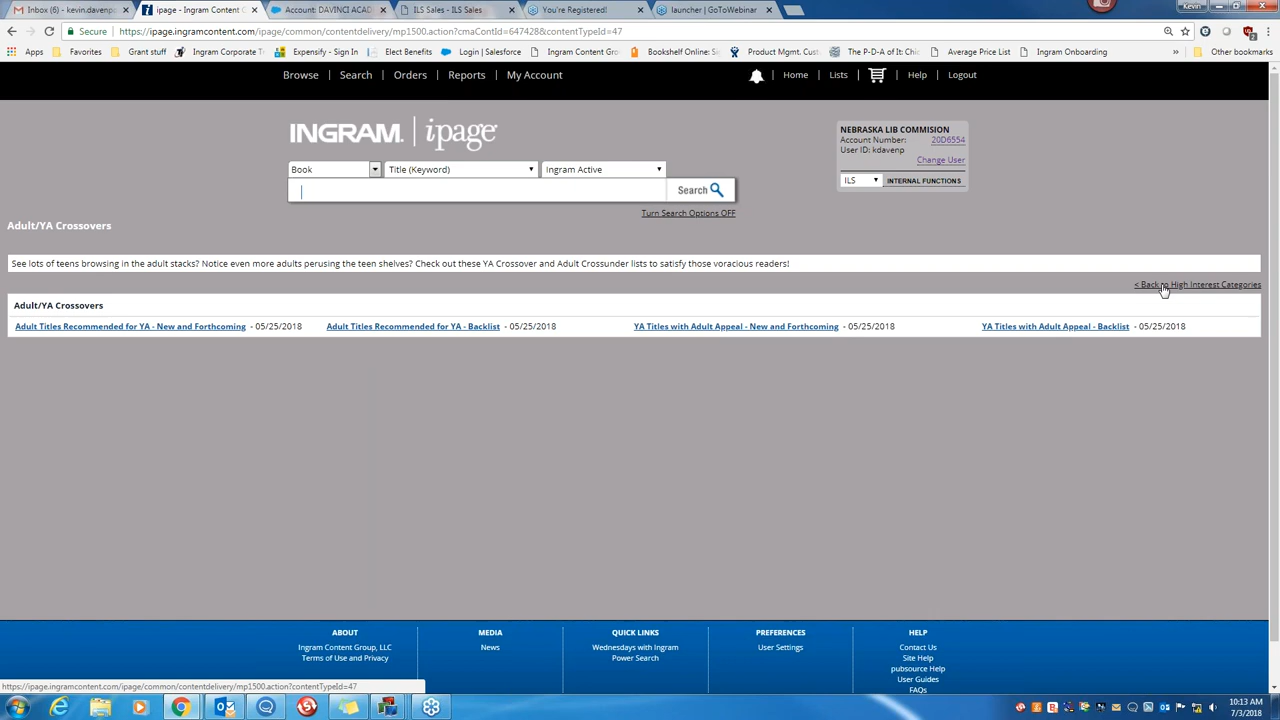 Inbox (6) - kevin.davenpo
ipage - Ingram Content G
Account: DAVINCI ACAD
ILS Sales - ILS Sales
You're Registered!
launcher | GoToWebinar
Kevin
Secure | https://ipage.ingramcontent.com/ipage/common/contentdelivery/mp1500.action?cmaContId=647428&contentTypeId=47
Apps Favorites Grant stuff Ingram Corporate Tr Expensify - Sign In Elect Benefits Login | Salesforce Ingram Content Gro Bookshelf Online: Th Product Mgmt. Cust The P-D-A of It: Chic Average Price List Ingram Onboarding » Other bookmarks
Browse Search Orders Reports My Account Home Lists Help Logout
INGRAM | ipage
NEBRASKA LIB COMMISION
Account Number: 20D6554
User ID: kdavenp
Change User
ILS INTERNAL FUNCTIONS
Book Title (Keyword) Ingram Active
Search
Turn Search Options OFF
Adult/YA Crossovers
See lots of teens browsing in the adult stacks? Notice even more adults perusing the teen shelves? Check out these YA Crossover and Adult Crossunder lists to satisfy those voracious readers!
< Back to High Interest Categories
Adult/YA Crossovers
Adult Titles Recommended for YA - New and Forthcoming - 05/25/2018 Adult Titles Recommended for YA - Backlist - 05/25/2018 YA Titles with Adult Appeal - New and Forthcoming - 05/25/2018 YA Titles with Adult Appeal - Backlist - 05/25/2018
ABOUT
Ingram Content Group, LLC
Terms of Use and Privacy
MEDIA
News
QUICK LINKS
Wednesdays with Ingram
Power Search
PREFERENCES
User Settings
HELP
Contact Us
Site Help
pubsource Help
User Guides
FAQs
https://ipage.ingramcontent.com/ipage/common/contentdelivery/mp1500.action?contentTypeId=47
10:13 AM
7/3/2018